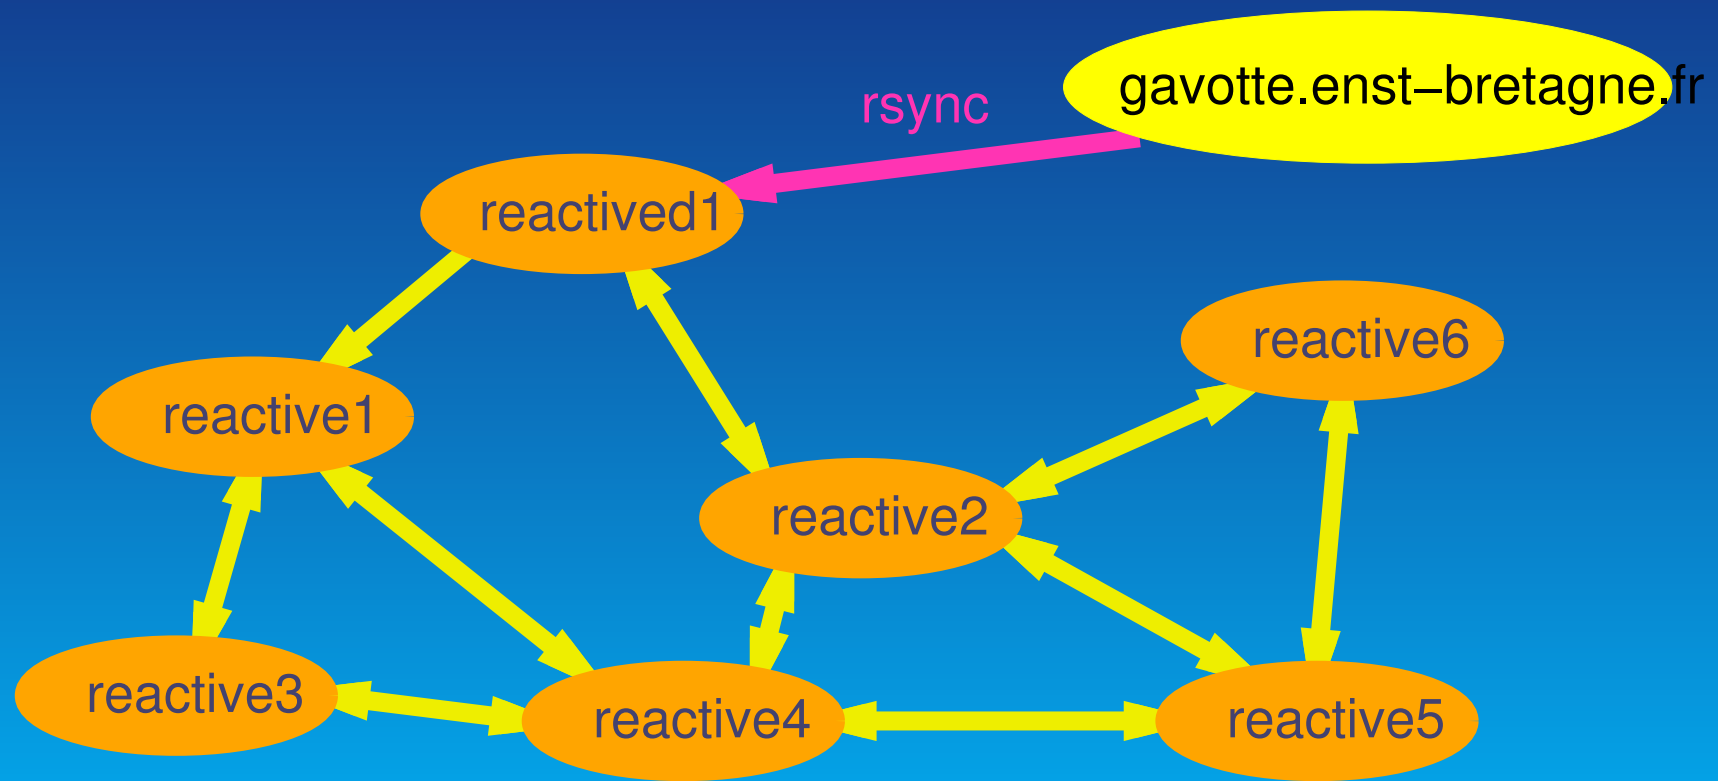 gavotte.enst–bretagne.fr
rsync
reactived1
reactive6
reactive1
reactive2
reactive3
reactive4
reactive5